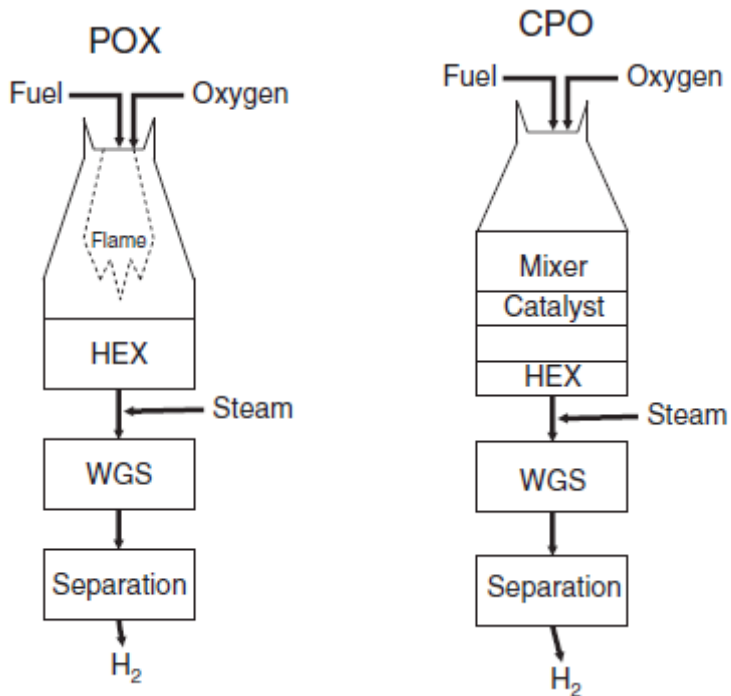 POX
Fuel
Oxygen
Flame
HEX
Steam
WGS
Separation
H₂
CPO
Fuel
Oxygen
Mixer
Catalyst
HEX
Steam
WGS
Separation
H₂